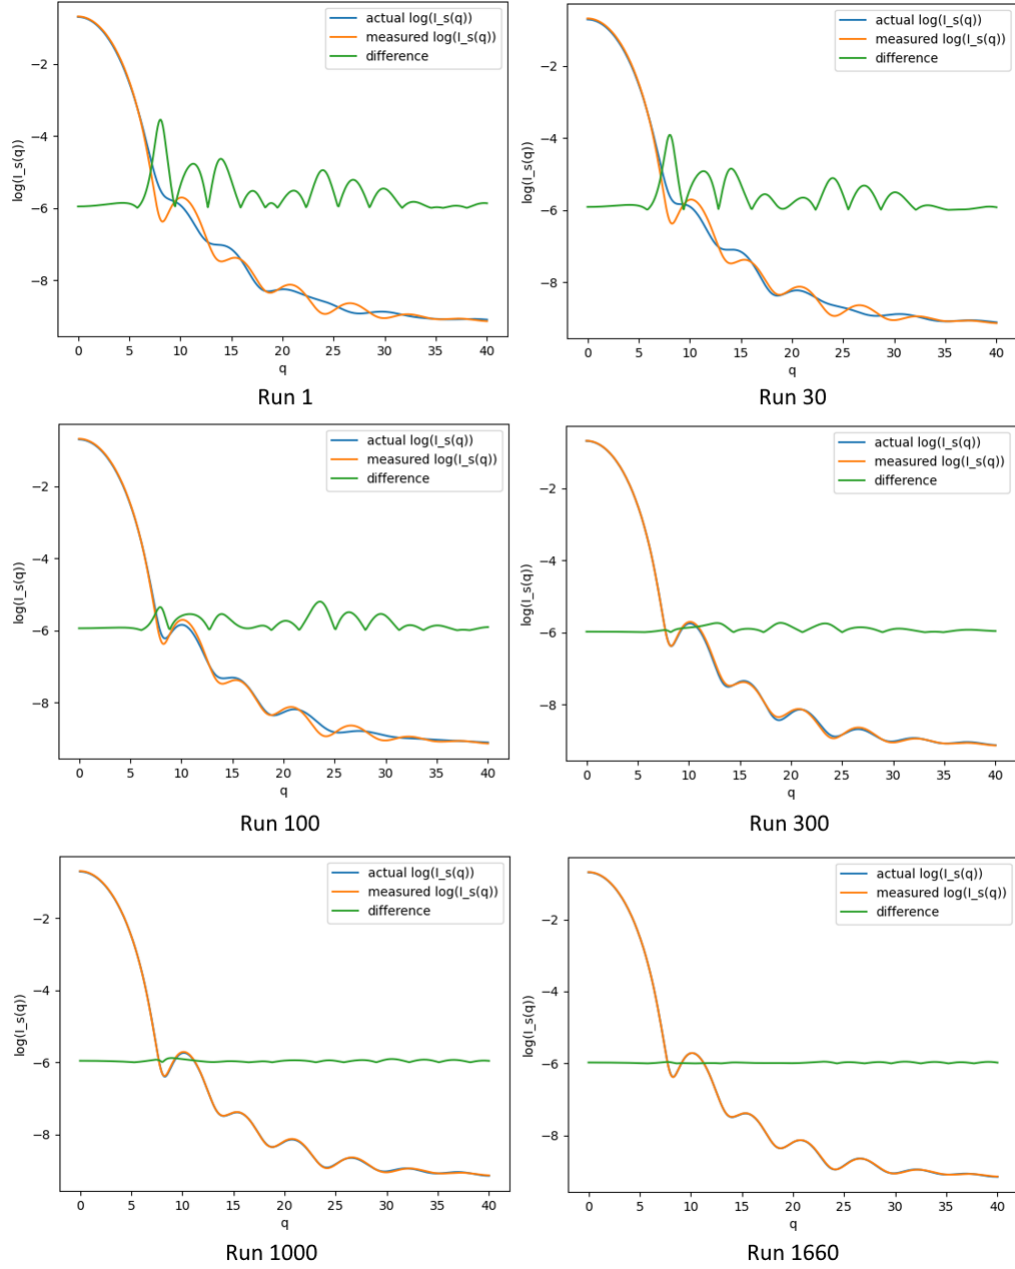 actual log(I_s(q))
measured log(I_s(q))
difference
log(I_s(q))
−2
−4
−6
−8
0 5 10 15 20 25 30 35 40
q
Run 1
actual log(I_s(q))
measured log(I_s(q))
difference
log(I_s(q))
−2
−4
−6
−8
0 5 10 15 20 25 30 35 40
q
Run 30
actual log(I_s(q))
measured log(I_s(q))
difference
log(I_s(q))
−2
−4
−6
−8
0 5 10 15 20 25 30 35 40
q
Run 100
actual log(I_s(q))
measured log(I_s(q))
difference
log(I_s(q))
−2
−4
−6
−8
0 5 10 15 20 25 30 35 40
q
Run 300
actual log(I_s(q))
measured log(I_s(q))
difference
log(I_s(q))
−2
−4
−6
−8
0 5 10 15 20 25 30 35 40
q
Run 1000
actual log(I_s(q))
measured log(I_s(q))
difference
log(I_s(q))
−2
−4
−6
−8
0 5 10 15 20 25 30 35 40
q
Run 1660